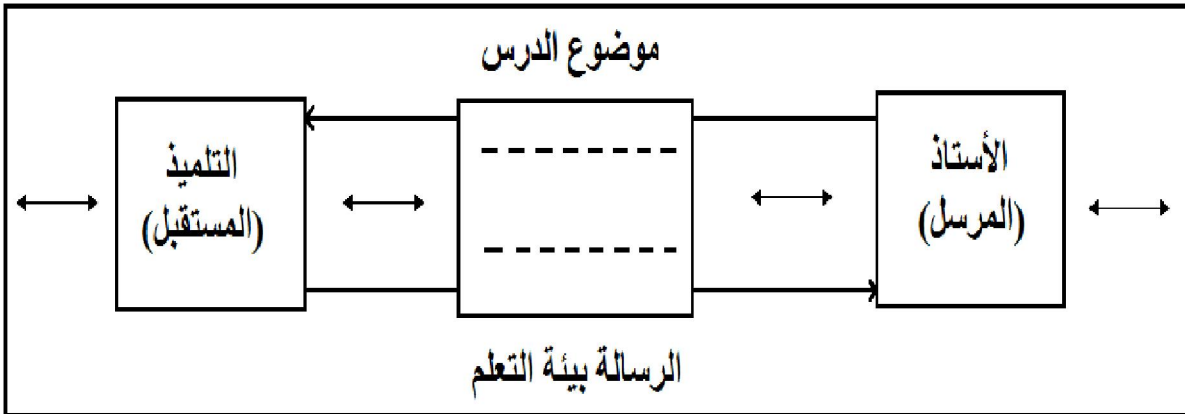 موضوع الدرس
الأستاذ
(المرسل)
التلميذ
(المستقبل)
الرسالة بيئة التعلم